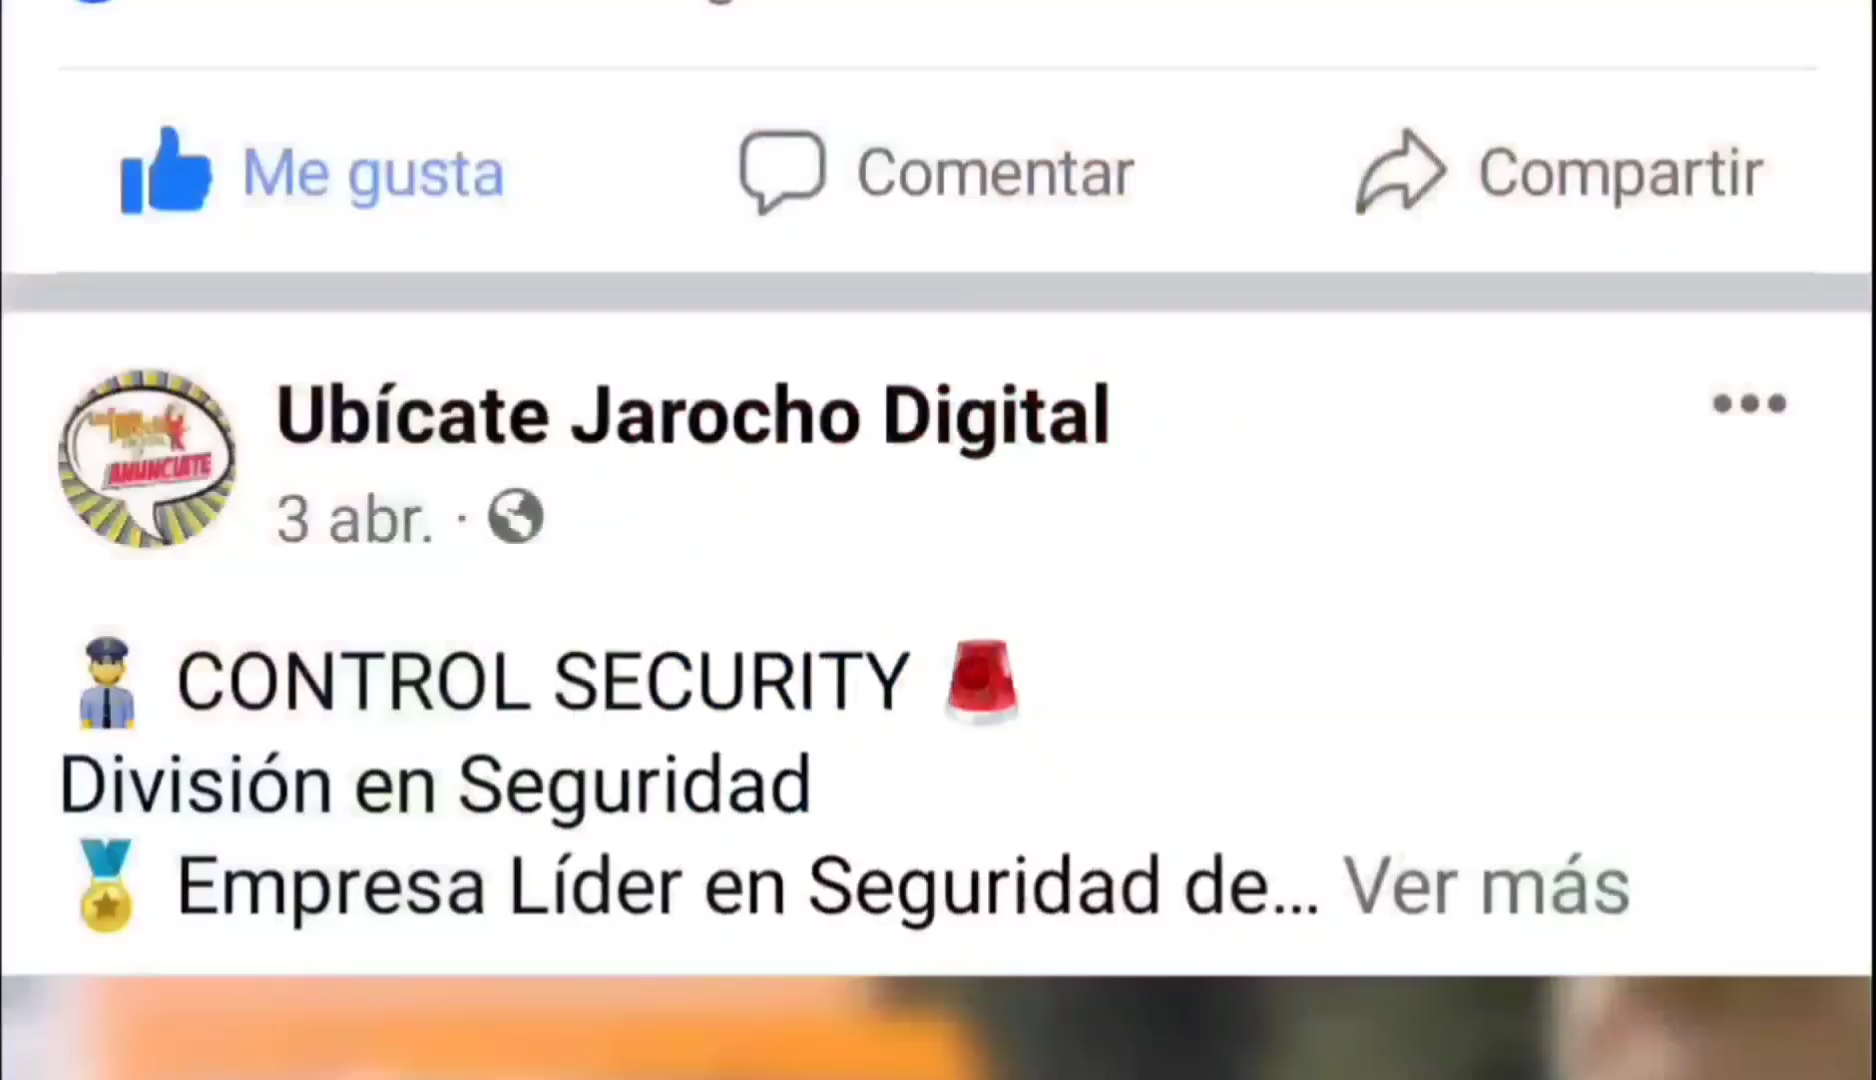 Me gusta Comentar Compartir
Ubícate Jarocho Digital
3 abr. ·
ANUNCIATE
CONTROL SECURITY
División en Seguridad
Empresa Líder en Seguridad de... Ver más